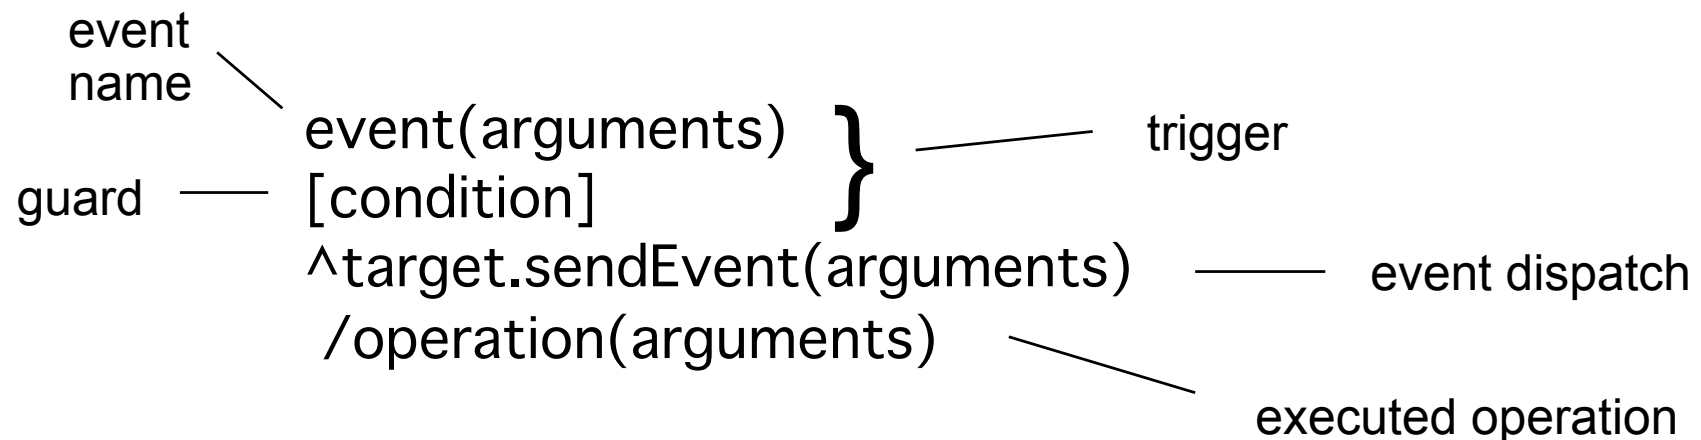 event
name
event(arguments)
}
trigger
guard
[condition]
^target.sendEvent(arguments)
event dispatch
/operation(arguments)
executed operation